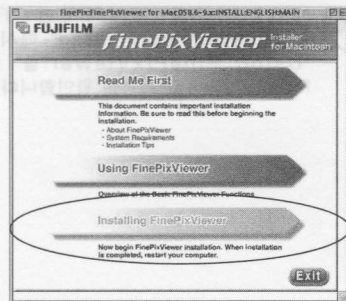 FinePix:FinePixViewer for MacOS8.6-9.x:INSTALL:ENGLISH:MAIN
FUJIFILM
FinePixViewer Installer
for Macintosh
Read Me First
This document contains important installation
Information. Be sure to read this before beginning the
installation.
- About FinePixViewer
- System Requirements
- Installation Tips
Using FinePixViewer
Overview of the Basic FinePixViewer Functions
Installing FinePixViewer
Now begin FinePixViewer installation. When installation
is completed, restart your computer.
Exit